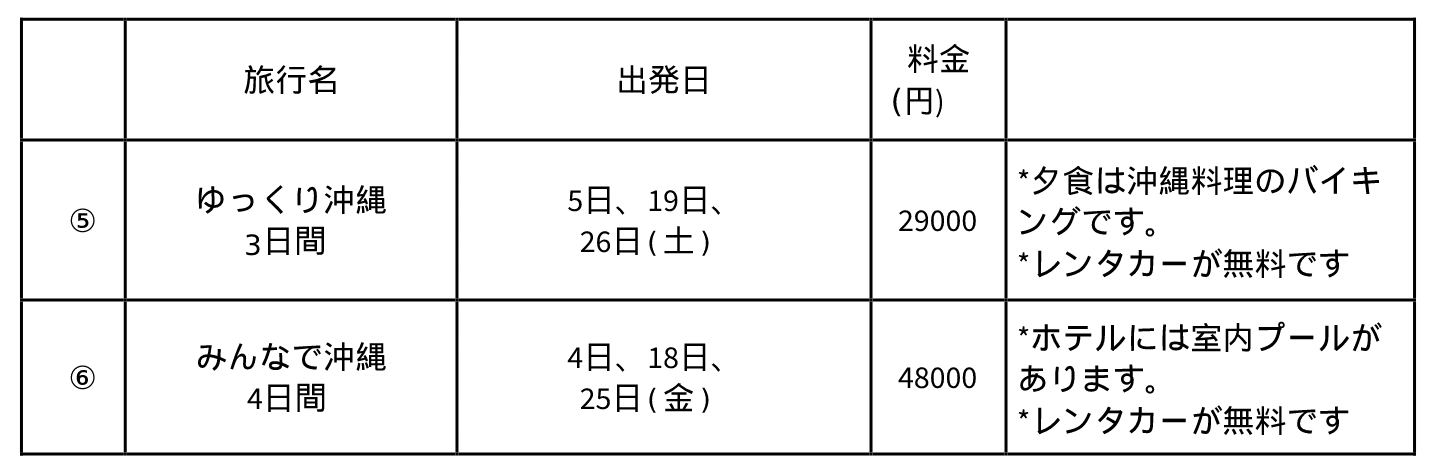 旅行名
出発日
料金
(円)
⑤
ゆっくり沖縄
3日間
5日、19日、
26日(土)
29000
*夕食は沖縄料理のバイキ
ングです。
*レンタカーが無料です
⑥
みんなで沖縄
4日間
4日、18日、
25日(金)
48000
*ホテルには室内プールが
あります。
*レンタカーが無料です